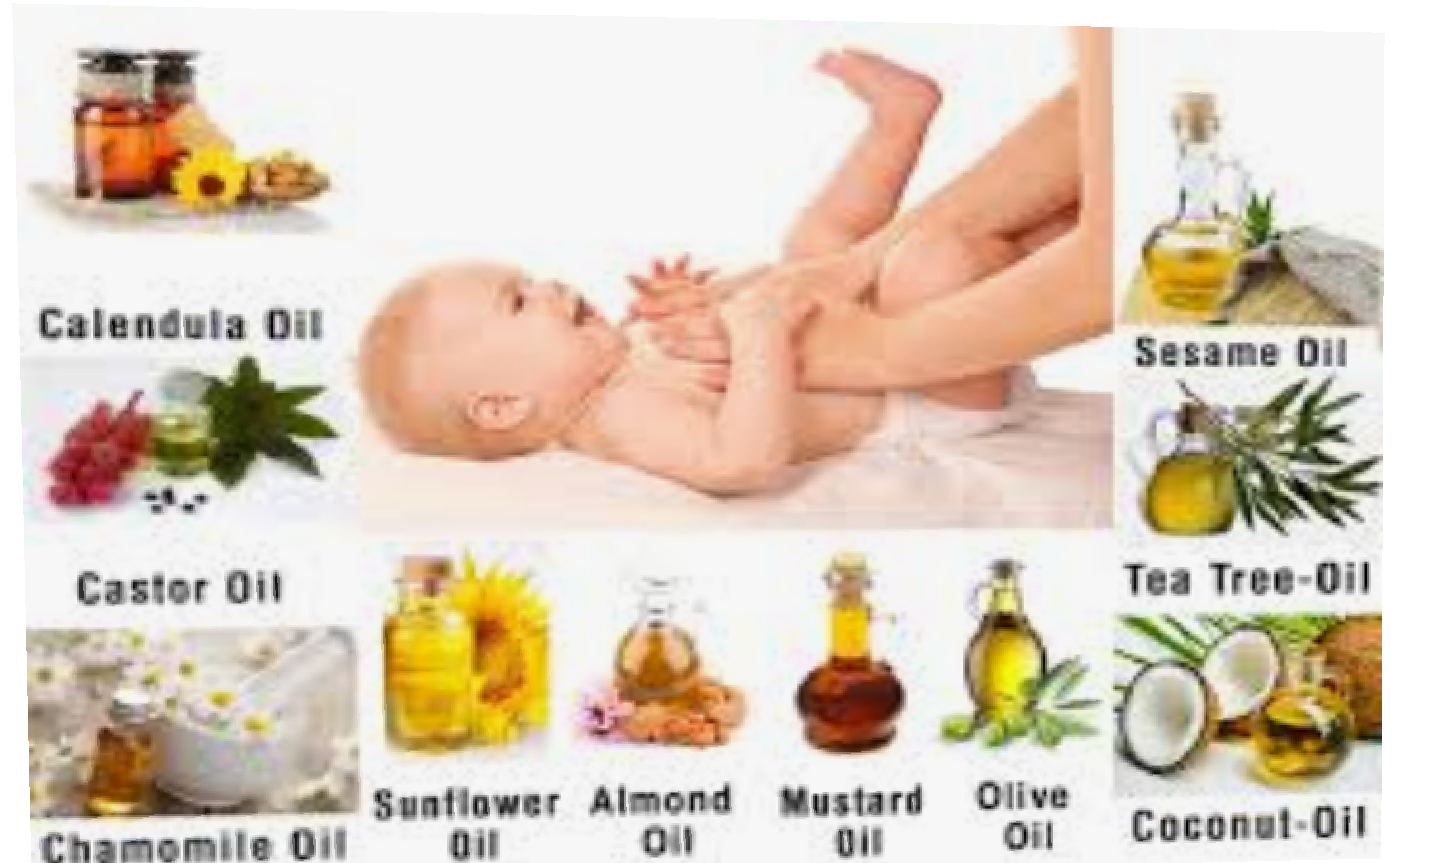 Calendula Oil
Sesame Oil
Castor Oil
Tea Tree-Oil
Chamomile Oil
Sunflower
Oil
Almond
Oil
Mustard
Oil
Olive
Oil
Coconut-Oil